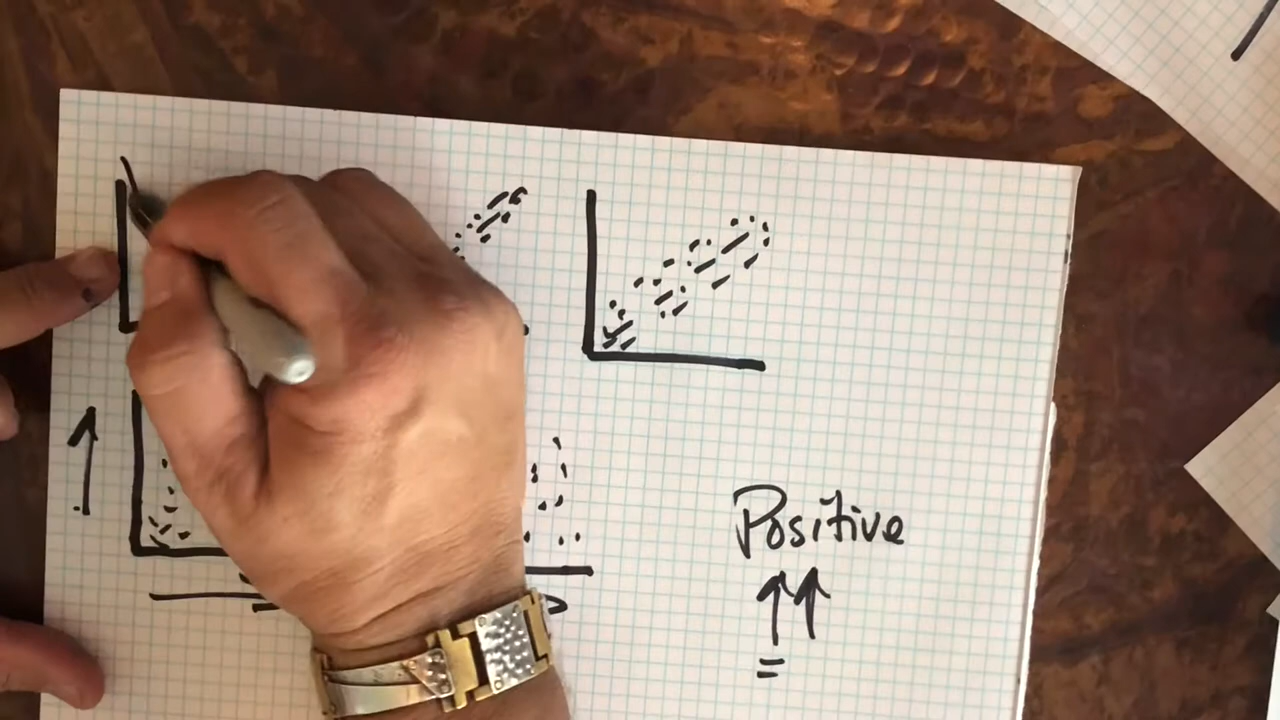 Positive
↑↑
=